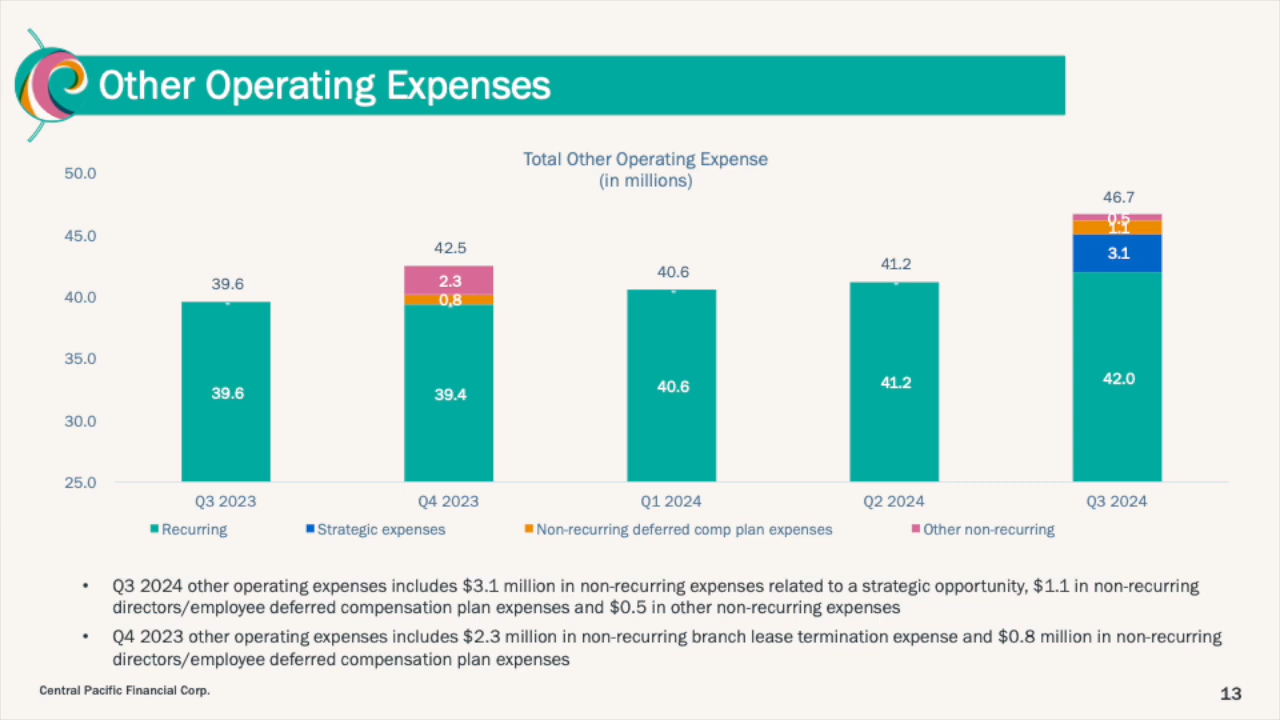 Other Operating Expenses
Total Other Operating Expense
(in millions)
50.0
45.0
40.0
35.0
30.0
25.0
39.6
-
39.6
42.5
2.3
0.8
39.4
40.6
-
40.6
41.2
-
41.2
46.7
0.5
1.1
3.1
42.0
Q3 2023
Q4 2023
Q1 2024
Q2 2024
Q3 2024
Recurring
Strategic expenses
Non-recurring deferred comp plan expenses
Other non-recurring
• Q3 2024 other operating expenses includes $3.1 million in non-recurring expenses related to a strategic opportunity, $1.1 in non-recurring
directors/employee deferred compensation plan expenses and $0.5 in other non-recurring expenses
• Q4 2023 other operating expenses includes $2.3 million in non-recurring branch lease termination expense and $0.8 million in non-recurring
directors/employee deferred compensation plan expenses
Central Pacific Financial Corp.
13